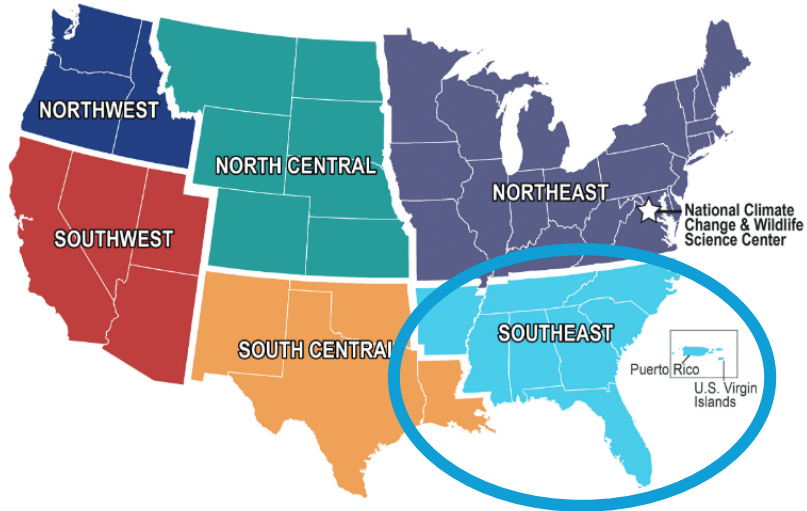 NORTHWEST
NORTH CENTRAL
NORTHEAST
National Climate
Change & Wildlife
Science Center
SOUTHWEST
SOUTHEAST
SOUTH CENTRAL
Puerto Rico
U.S. Virgin
Islands